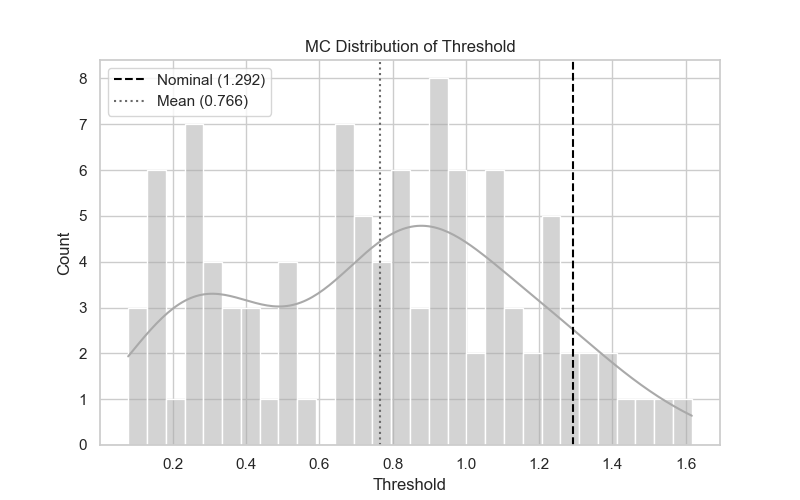 MC Distribution of Threshold
Nominal (1.292)
Mean (0.766)
Count
8
7
6
5
4
3
2
1
0
0.2 0.4 0.6 0.8 1.0 1.2 1.4 1.6
Threshold